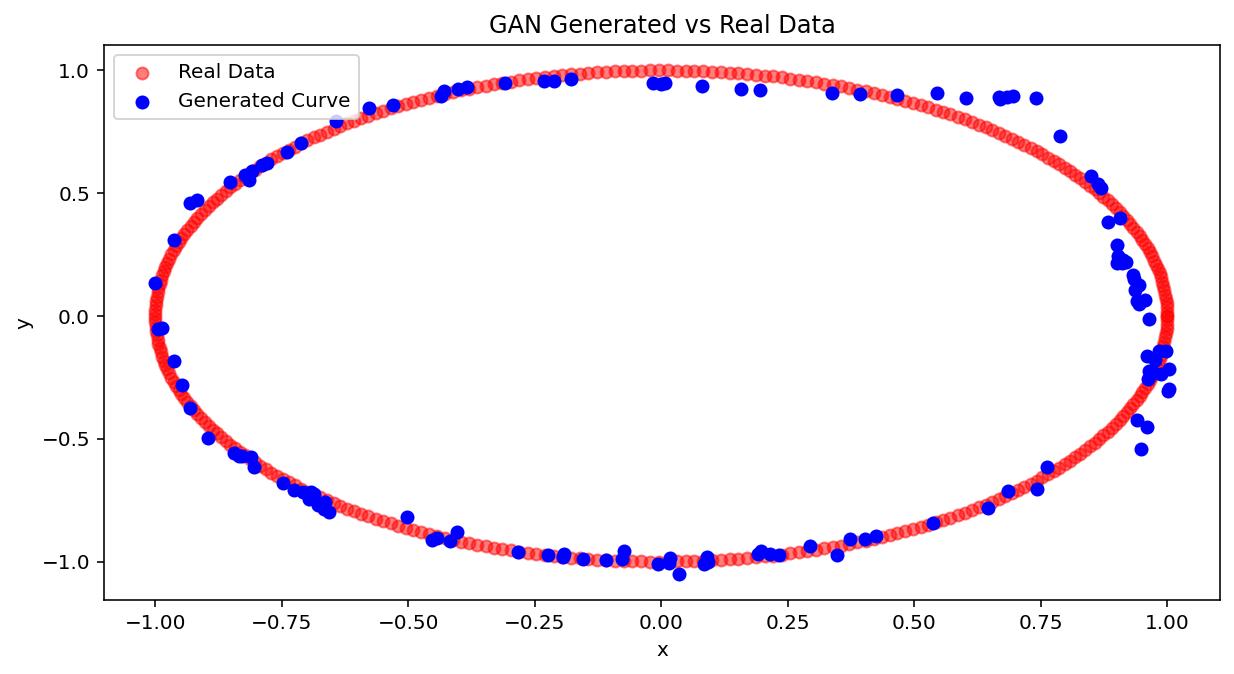 GAN Generated vs Real Data
Real Data
Generated Curve
1.0
0.5
0.0
−0.5
−1.0
y
−1.00 −0.75 −0.50 −0.25 0.00 0.25 0.50 0.75 1.00
x